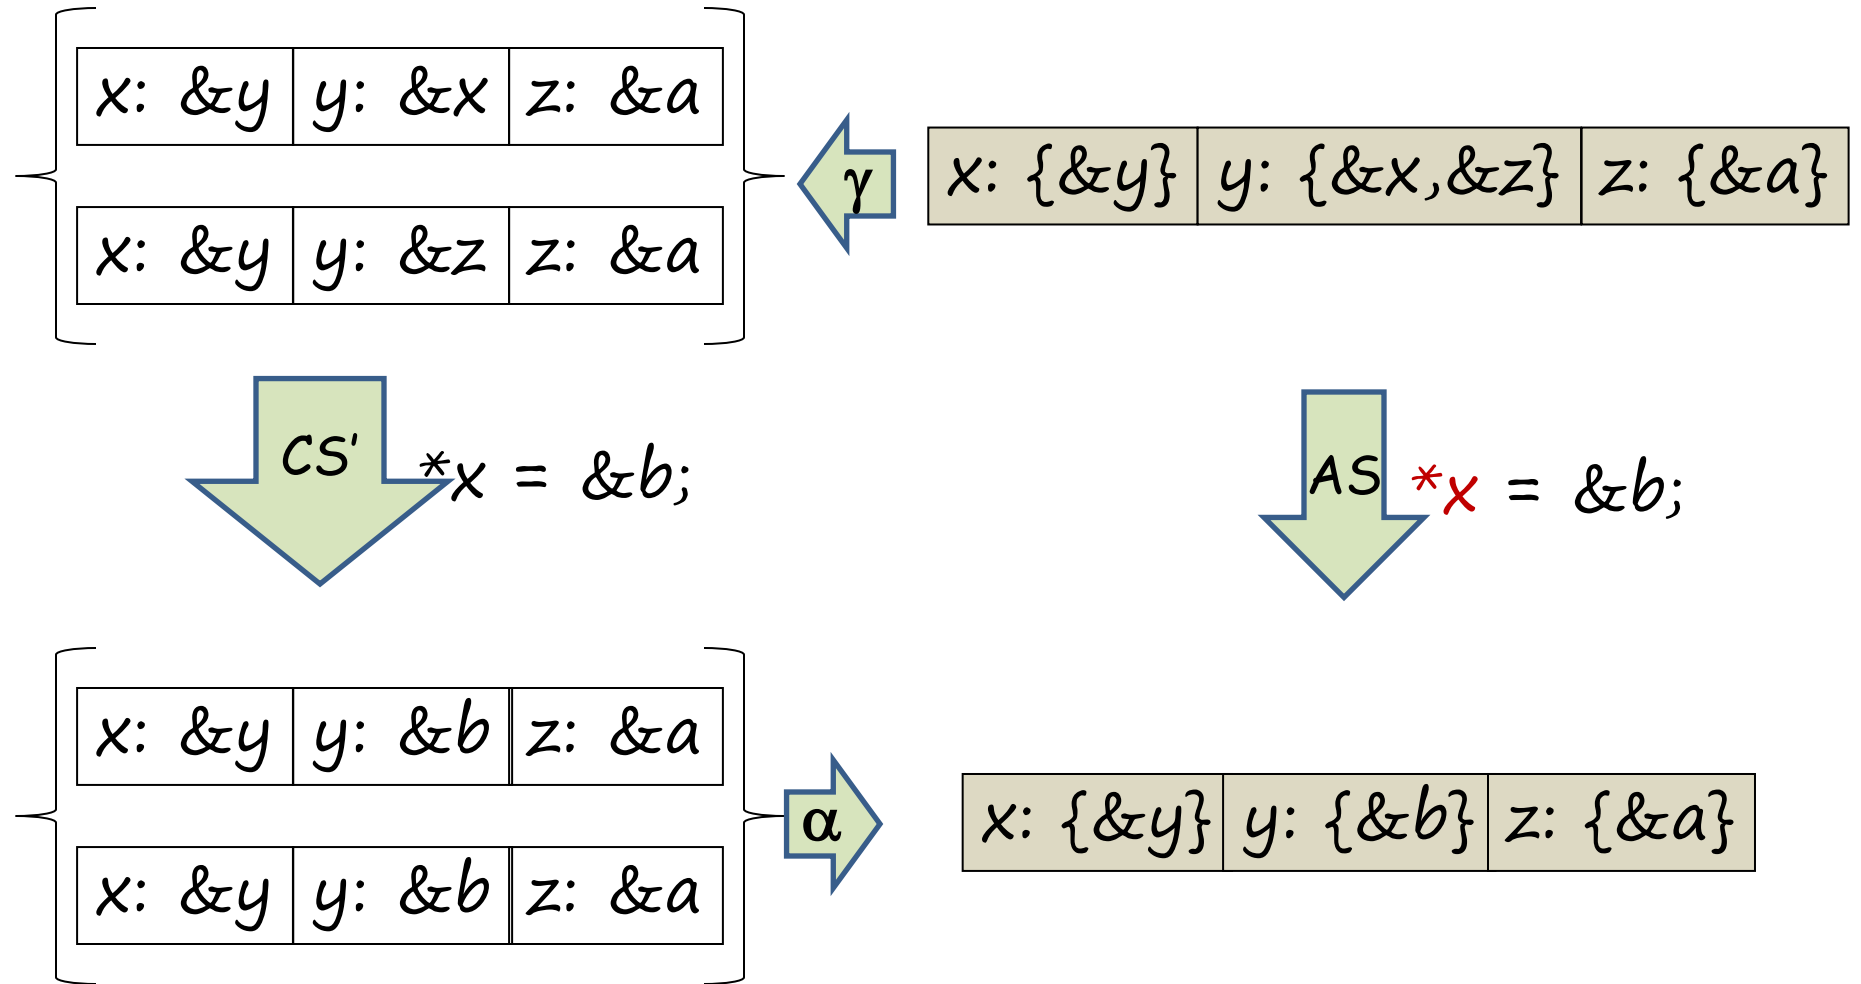 x: &y y: &x z: &a
x: &y y: &z z: &a
γ
x: {&y} y: {&x,&z} z: {&a}
CS' *x = &b;
AS *x = &b;
x: &y y: &b z: &a
x: &y y: &b z: &a
α
x: {&y} y: {&b} z: {&a}